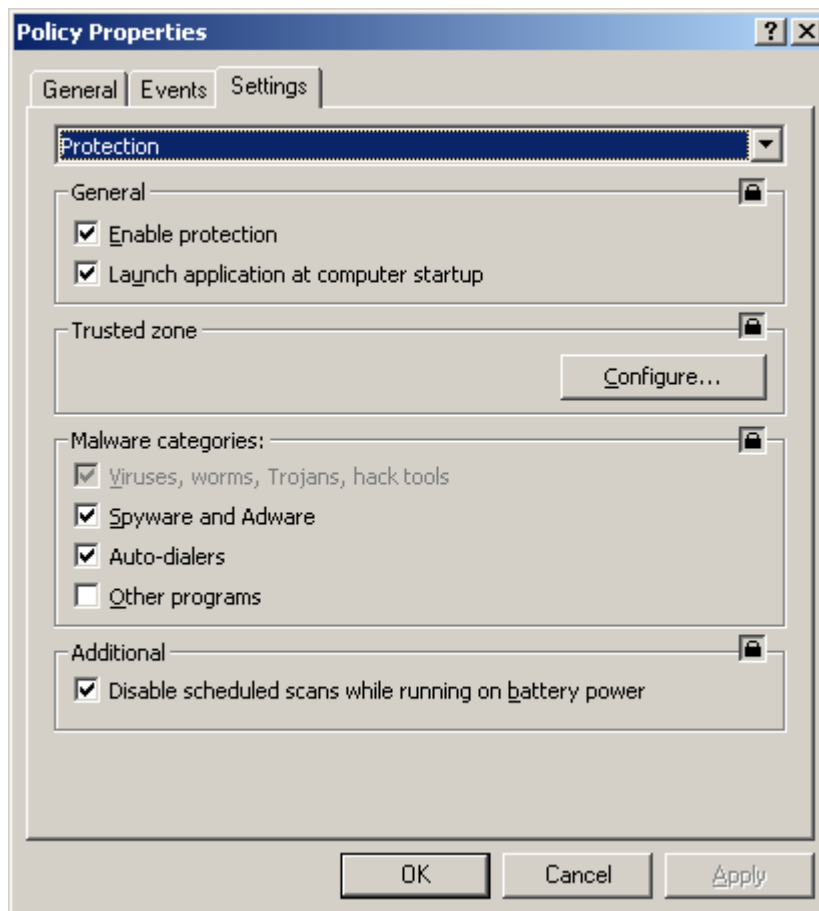 Policy Properties
General Events Settings
Protection
General
Enable protection
Launch application at computer startup
Trusted zone
Configure...
Malware categories:
Viruses, worms, Trojans, hack tools
Spyware and Adware
Auto-dialers
Other programs
Additional
Disable scheduled scans while running on battery power
OK Cancel Apply